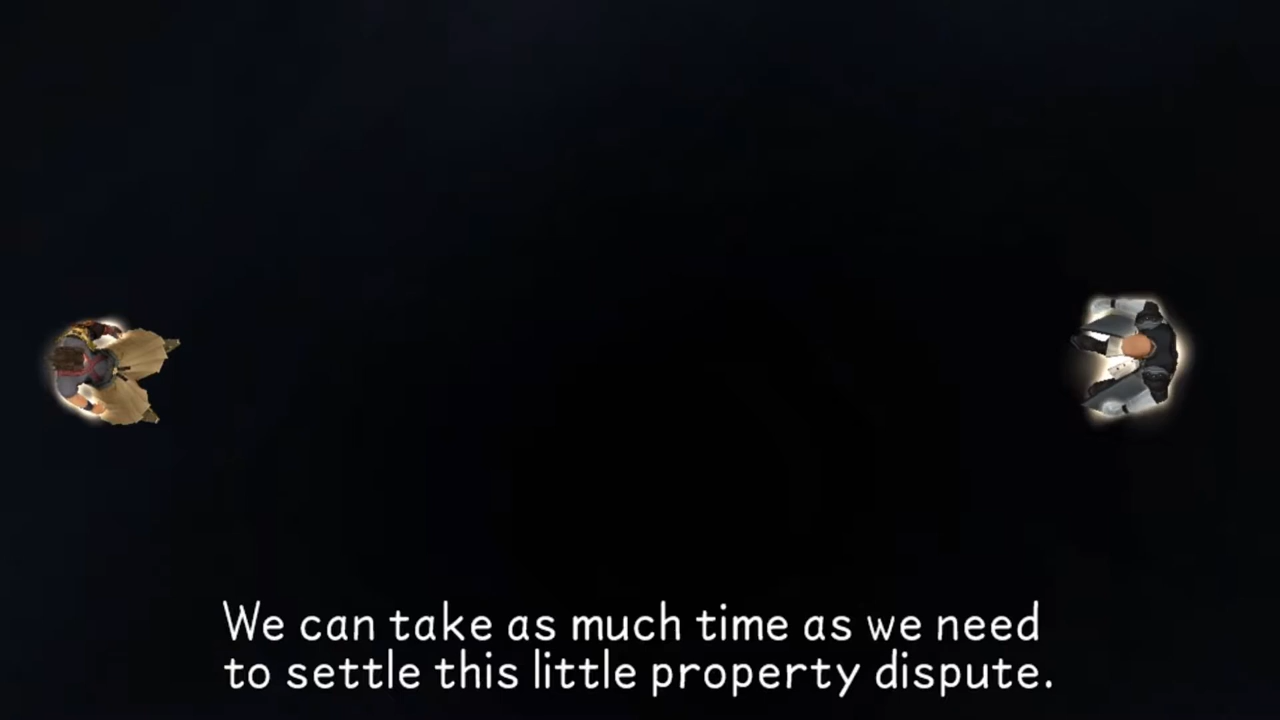 We can take as much time as we need
to settle this little property dispute.